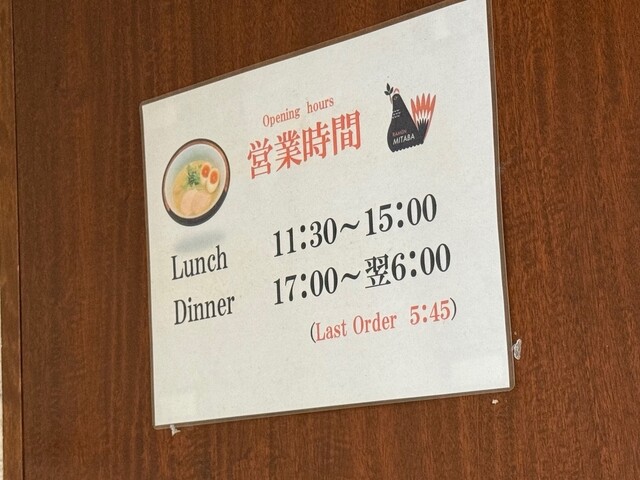 Opening hours
営業時間
RAMEN
MITABA
Lunch 11:30～15:00
Dinner 17:00～翌6:00
(Last Order 5:45)